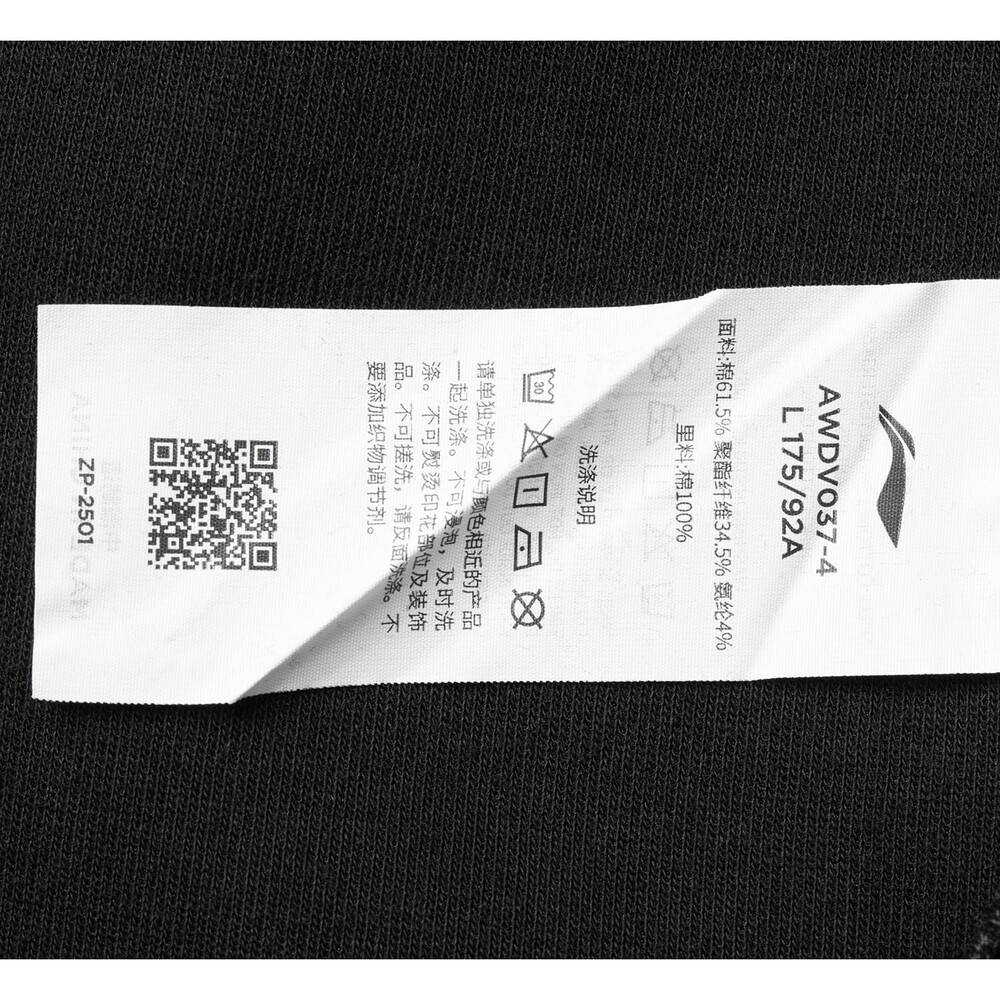 AWDV037-4
L 175/92A
面料:棉61.5% 聚酯纤维34.5% 氨纶4%
里料:棉100%
洗涤说明
30
请单独洗涤或与颜色相近的产品
一起洗涤。不可浸泡，及时洗
涤。不可熨烫印花部位及装饰
品。不可搓洗，请反面洗涤。不
要添加织物调节剂。
ZP-2501